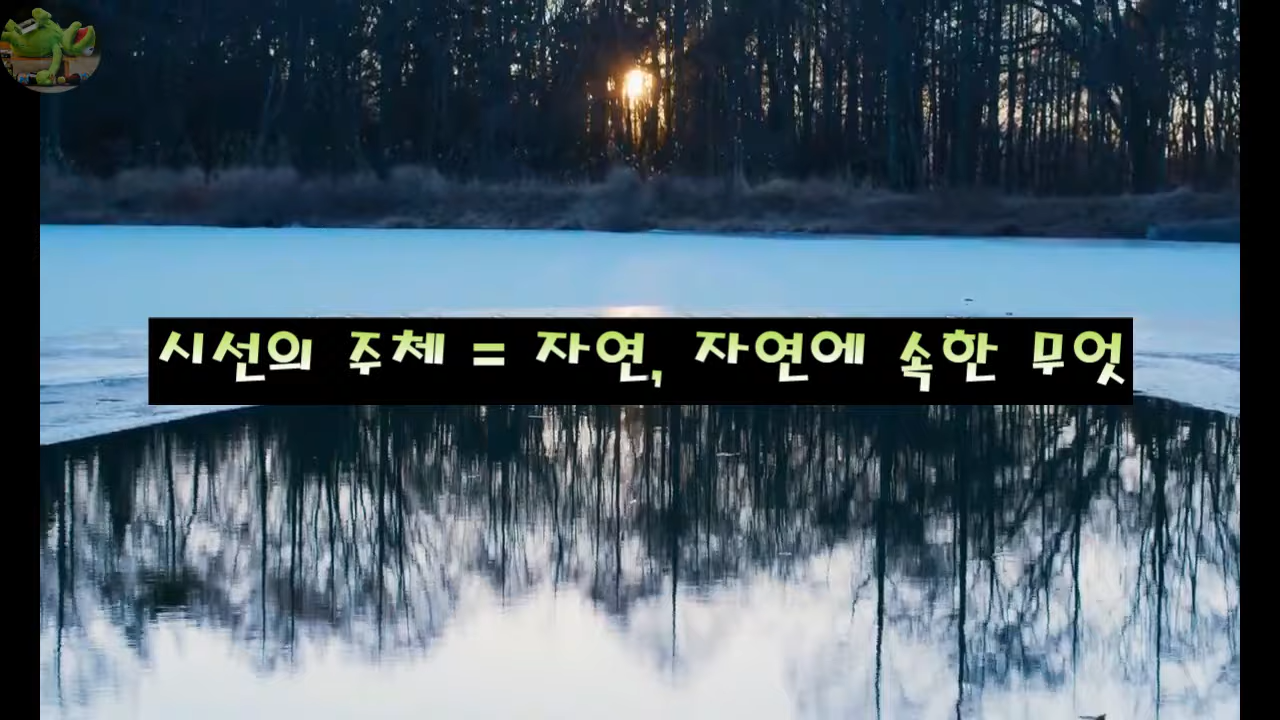 시선의 주체 = 자연, 자연에 속한 무엇